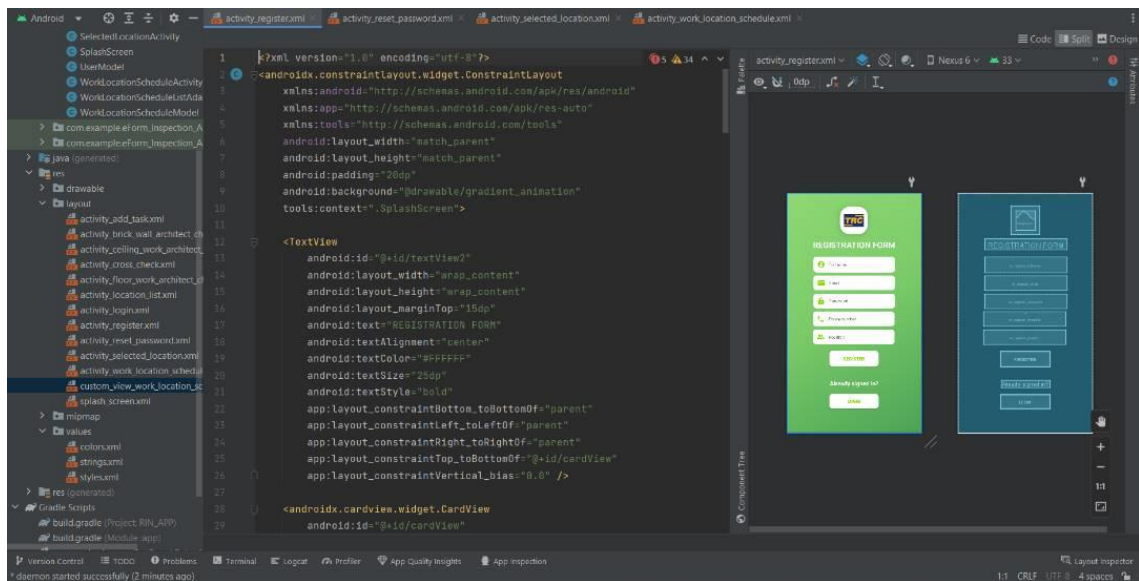 Android
activity_register.xml
activity_reset_password.xml
activity_selected_location.xml
activity_work_location_schedule.xml
Code
Split
Design
SelectedLocationActivity
SplashScreen
UserModel
WorkLocationScheduleActivity
WorkLocationScheduleListAda
WorkLocationScheduleModel
com.example.eForm_Inspection_A
com.example.eForm_Inspection_A
java (generated)
res
drawable
layout
activity_add_task.xml
activity_brick_wall_architect_ch
activity_ceiling_work_architect_
activity_cross_check.xml
activity_floor_work_architect_cl
activity_location_list.xml
activity_login.xml
activity_register.xml
activity_reset_password.xml
activity_selected_location.xml
activity_work_location_schedul
custom_view_work_location_sc
splash_screen.xml
mipmap
values
colors.xml
strings.xml
styles.xml
res (generated)
Gradle Scripts
build.gradle (Project: RIN_APP)
build.gradle (Module :app)
1 <?xml version="1.0" encoding="utf-8"?>
5 34
2 <androidx.constraintlayout.widget.ConstraintLayout
3 xmlns:android="http://schemas.android.com/apk/res/android"
4 xmlns:app="http://schemas.android.com/apk/res-auto"
5 xmlns:tools="http://schemas.android.com/tools"
6 android:layout_width="match_parent"
7 android:layout_height="match_parent"
8 android:padding="20dp"
9 android:background="@drawable/gradient_animation"
10 tools:context=".SplashScreen">
11
12 <TextView
13 android:id="@+id/textView2"
14 android:layout_width="wrap_content"
15 android:layout_height="wrap_content"
16 android:layout_marginTop="15dp"
17 android:text="REGISTRATION FORM"
18 android:textAlignment="center"
19 android:textColor="#FFFFFF"
20 android:textSize="25dp"
21 android:textStyle="bold"
22 app:layout_constraintBottom_toBottomOf="parent"
23 app:layout_constraintLeft_toLeftOf="parent"
24 app:layout_constraintRight_toRightOf="parent"
25 app:layout_constraintTop_toBottomOf="@+id/cardView"
26 app:layout_constraintVertical_bias="0.0" />
27
28 <androidx.cardview.widget.CardView
29 android:id="@+id/cardView"
Palette
activity_register.xml
Nexus 6
33
0dp
Attributes
Component Tree
TRC
REGISTRATION FORM
Email
Password
Position
REGISTER
Already signed in?
LOGIN
REGISTRATION FORM
REGISTER
Already signed in?
LOGIN
1:1
Version Control
TODO
Problems
Terminal
Logcat
Profiler
App Quality Insights
App Inspection
Layout Inspector
* daemon started successfully (2 minutes ago)
1:1 CRLF UTF-8 4 spaces